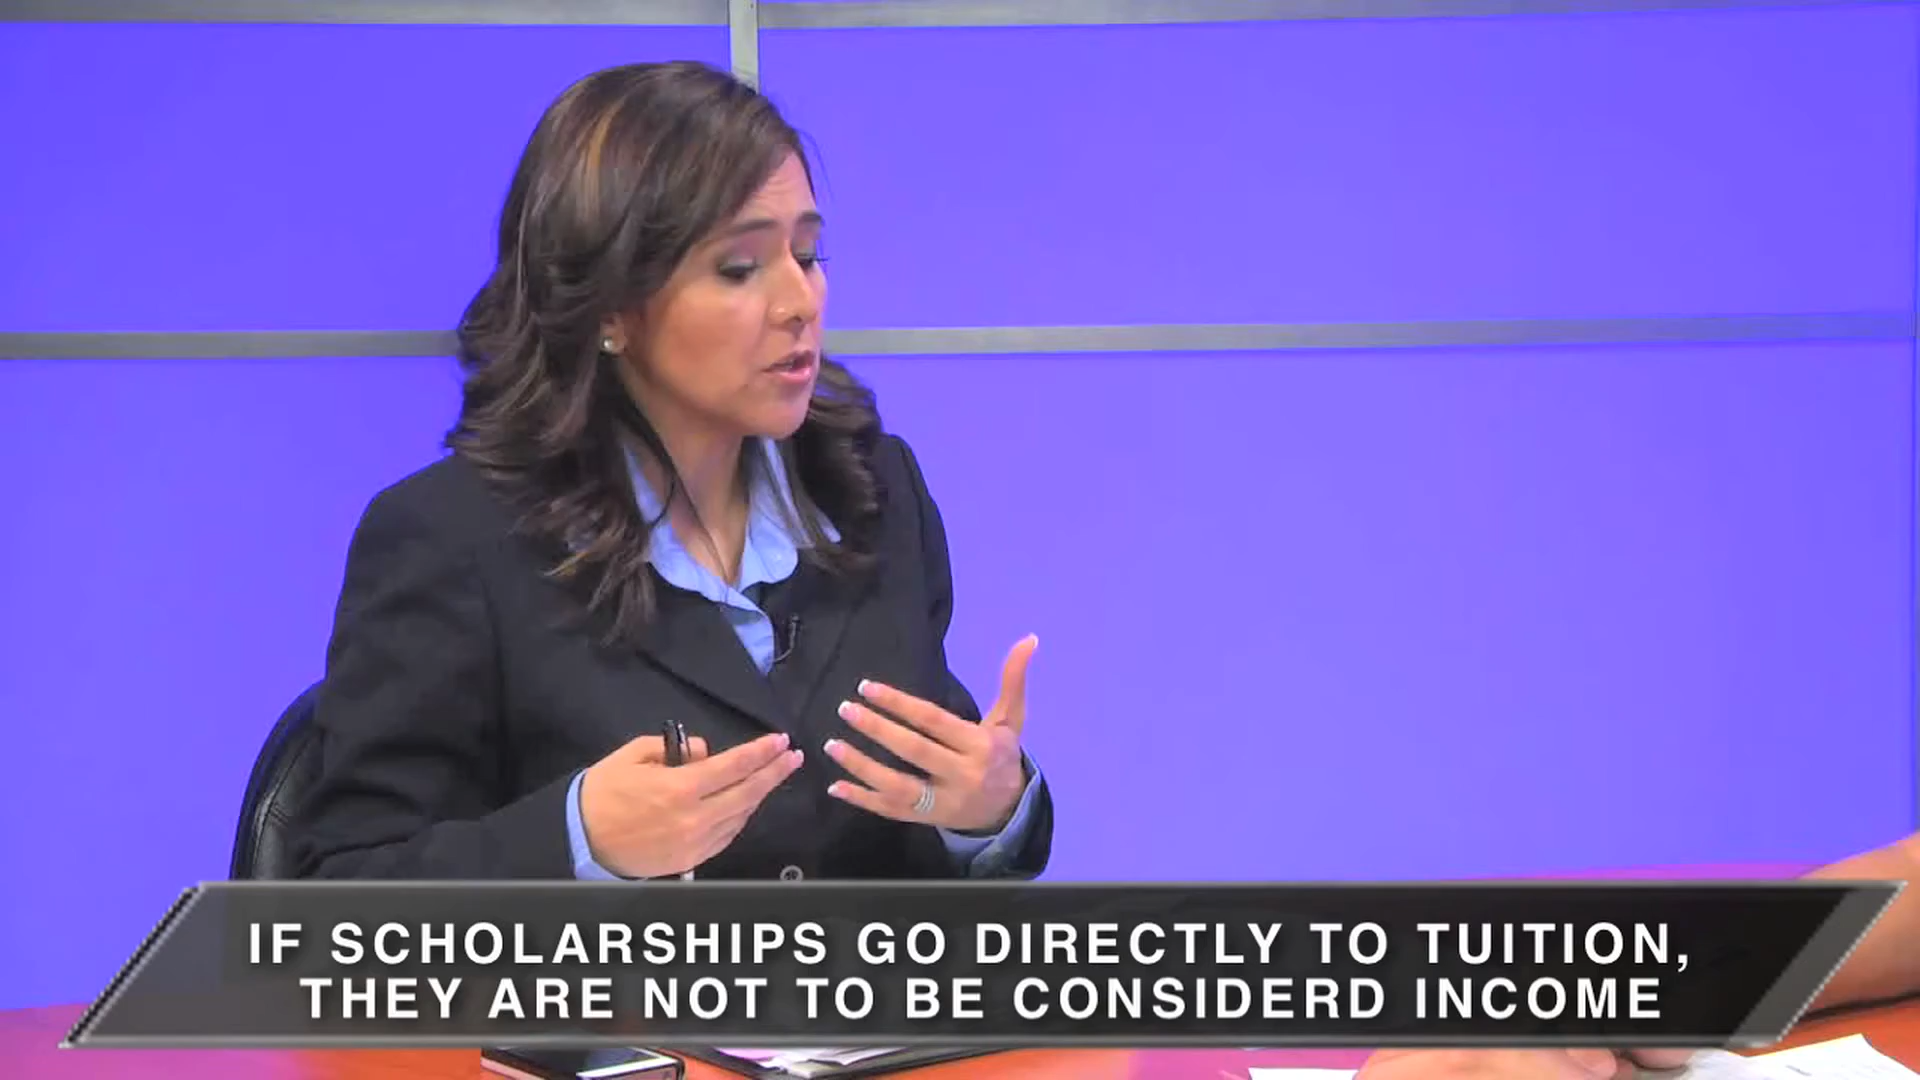 IF SCHOLARSHIPS GO DIRECTLY TO TUITION,
THEY ARE NOT TO BE CONSIDERD INCOME